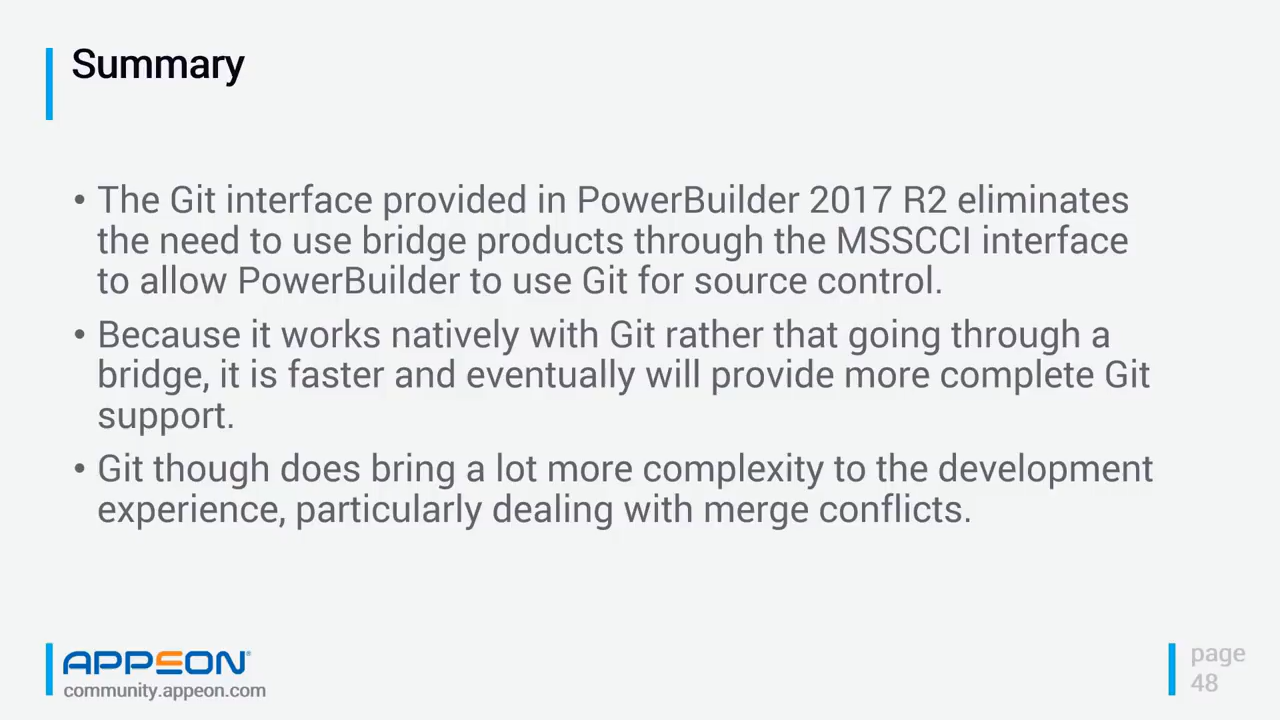 Summary
• The Git interface provided in PowerBuilder 2017 R2 eliminates
the need to use bridge products through the MSSCCI interface
to allow PowerBuilder to use Git for source control.
• Because it works natively with Git rather that going through a
bridge, it is faster and eventually will provide more complete Git
support.
• Git though does bring a lot more complexity to the development
experience, particularly dealing with merge conflicts.
APPEON®
community.appeon.com
page
48